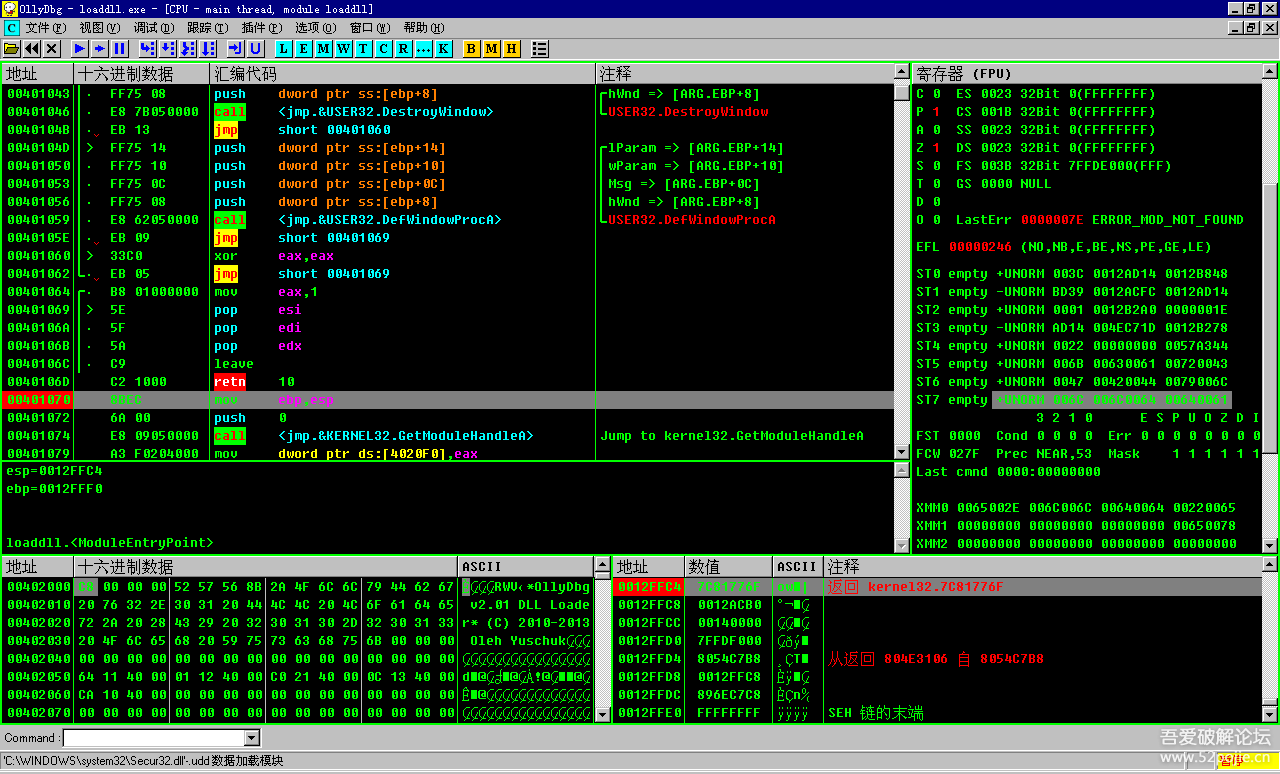 OllyDbg - loaddll.exe - [CPU - main thread, module loaddll]
C 文件(F) 视图(V) 调试(D) 跟踪(T) 插件(P) 选项(O) 窗口(W) 帮助(H)
L E M W T C R ... K B M H
地址 十六进制数据 汇编代码 注释
00401043 FF75 08 push dword ptr ss:[ebp+8] hWnd => [ARG.EBP+8]
00401046 E8 7B050000 call <jmp.&USER32.DestroyWindow> USER32.DestroyWindow
0040104B EB 13 jmp short 00401060
0040104D > FF75 14 push dword ptr ss:[ebp+14] lParam => [ARG.EBP+14]
00401050 FF75 10 push dword ptr ss:[ebp+10] wParam => [ARG.EBP+10]
00401053 FF75 0C push dword ptr ss:[ebp+0C] Msg => [ARG.EBP+0C]
00401056 FF75 08 push dword ptr ss:[ebp+8] hWnd => [ARG.EBP+8]
00401059 E8 62050000 call <jmp.&USER32.DefWindowProcA> USER32.DefWindowProcA
0040105E EB 09 jmp short 00401069
00401060 > 33C0 xor eax,eax
00401062 EB 05 jmp short 00401069
00401064 B8 01000000 mov eax,1
00401069 > 5E pop esi
0040106A 5F pop edi
0040106B 5A pop edx
0040106C C9 leave
0040106D C2 1000 retn 10
00401070 8BEC mov ebp,esp
00401072 6A 00 push 0
00401074 E8 09050000 call <jmp.&KERNEL32.GetModuleHandleA> Jump to kernel32.GetModuleHandleA
00401079 A3 F0204000 mov dword ptr ds:[4020F0],eax
esp=0012FFC4
ebp=0012FFF0
loaddll.<ModuleEntryPoint>
寄存器 (FPU)
C 0 ES 0023 32Bit 0(FFFFFFFF)
P 1 CS 001B 32Bit 0(FFFFFFFF)
A 0 SS 0023 32Bit 0(FFFFFFFF)
Z 1 DS 0023 32Bit 0(FFFFFFFF)
S 0 FS 003B 32Bit 7FFDE000(FFF)
T 0 GS 0000 NULL
D 0
O 0 LastErr 0000007E ERROR_MOD_NOT_FOUND
EFL 00000246 (NO,NB,E,BE,NS,PE,GE,LE)
ST0 empty +UNORM 003C 0012AD14 0012B848
ST1 empty -UNORM BD39 0012ACFC 0012AD14
ST2 empty +UNORM 0001 0012B2A0 0000001E
ST3 empty -UNORM AD14 004EC71D 0012B278
ST4 empty +UNORM 0022 00000000 0057A344
ST5 empty +UNORM 006B 00630061 00720043
ST6 empty +UNORM 0047 00420044 0079006C
ST7 empty +UNORM 006C 006C0064 00640061
3 2 1 0 E S P U O Z D I
FST 0000 Cond 0 0 0 0 Err 0 0 0 0 0 0 0 0
FCW 027F Prec NEAR,53 Mask 1 1 1 1 1 1
Last cmnd 0000:00000000
XMM0 0065002E 006C006C 00640064 00220065
XMM1 00000000 00000000 00000000 00650078
XMM2 00000000 00000000 00000000 00000000
地址 十六进制数据 ASCII
00402000 C8 00 00 00 52 57 56 8B 2A 4F 6C 6C 79 44 62 67 RWV‹*OllyDbg
00402010 20 76 32 2E 30 31 20 44 4C 4C 20 4C 6F 61 64 65 v2.01 DLL Loade
00402020 72 2A 20 28 43 29 20 32 30 31 30 2D 32 30 31 33 r* (C) 2010-2013
00402030 20 4F 6C 65 68 20 59 75 73 63 68 75 6B 00 00 00 Oleh Yuschuk
00402040 00 00 00 00 00 00 00 00 00 00 00 00 00 00 00 00
00402050 64 11 40 00 01 12 40 00 C0 21 40 00 0C 13 40 00
00402060 CA 10 40 00 00 00 00 00 00 00 00 00 00 00 00 00
00402070 00 00 00 00 00 00 00 00 00 00 00 00 00 00 00 00
地址 数值 ASCII 注释
0012FFC4 7C81776F 返回 kernel32.7C81776F
0012FFC8 0012ACB0
0012FFCC 00140000
0012FFD0 7FFDF000
0012FFD4 8054C7B8 从返回 804E3106 自 8054C7B8
0012FFD8 0012FFC8
0012FFDC 896EC7C8
0012FFE0 FFFFFFFF ÿÿÿÿ SEH 链的末端
Command :
'C:\WINDOWS\system32\Secur32.dll'-.udd 数据加载模块
暂停
吾爱破解论坛
www.52pojie.cn